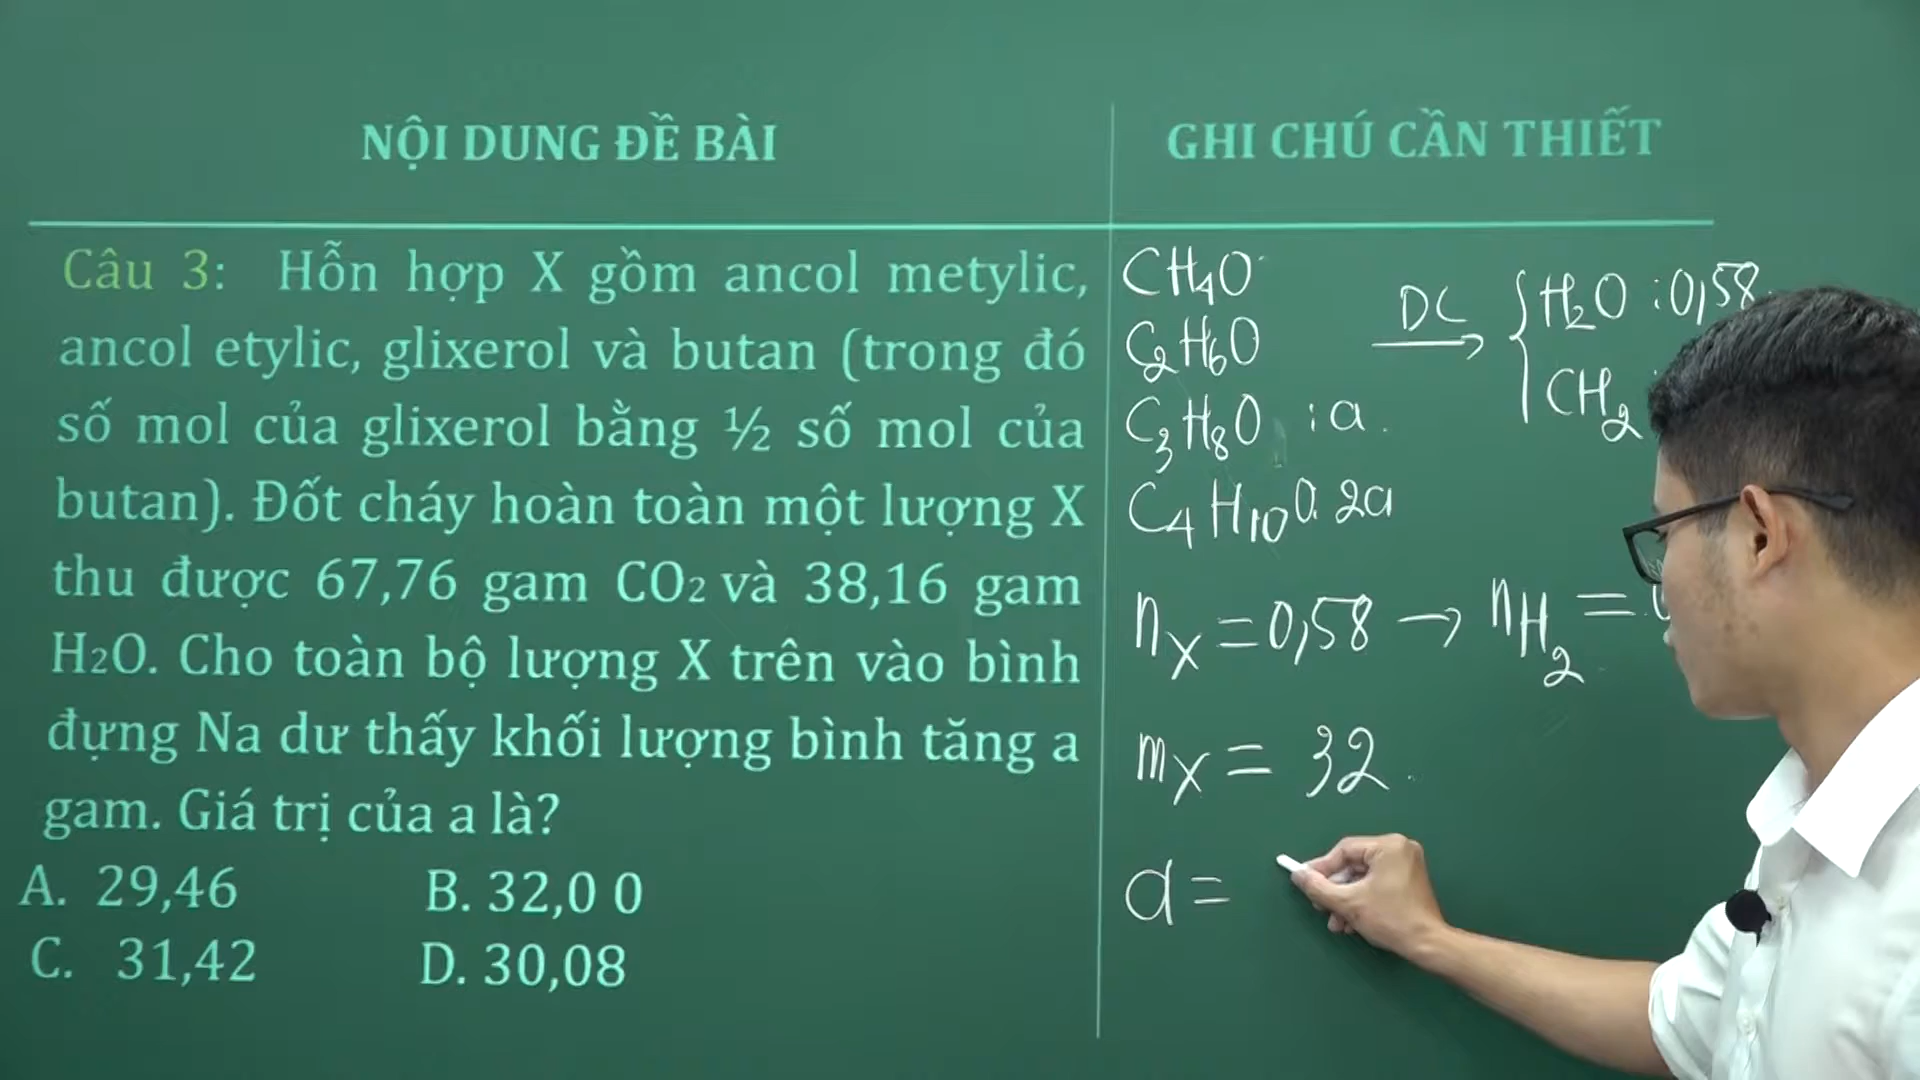 NỘI DUNG ĐỀ BÀI
GHI CHÚ CẦN THIẾT
Câu 3: Hỗn hợp X gồm ancol metylic,
ancol etylic, glixerol và butan (trong đó
số mol của glixerol bằng ½ số mol của
butan). Đốt cháy hoàn toàn một lượng X
thu được 67,76 gam CO2 và 38,16 gam
H2O. Cho toàn bộ lượng X trên vào bình
đựng Na dư thấy khối lượng bình tăng a
gam. Giá trị của a là?
A. 29,46 B. 32,0 0
C. 31,42 D. 30,08
CH4O
C2H6O
C3H8O : a.
C4H10O. 2a
ĐC → { H2O : 0,58
CH2
nX = 0,58 → nH2 =
mX = 32.
a =